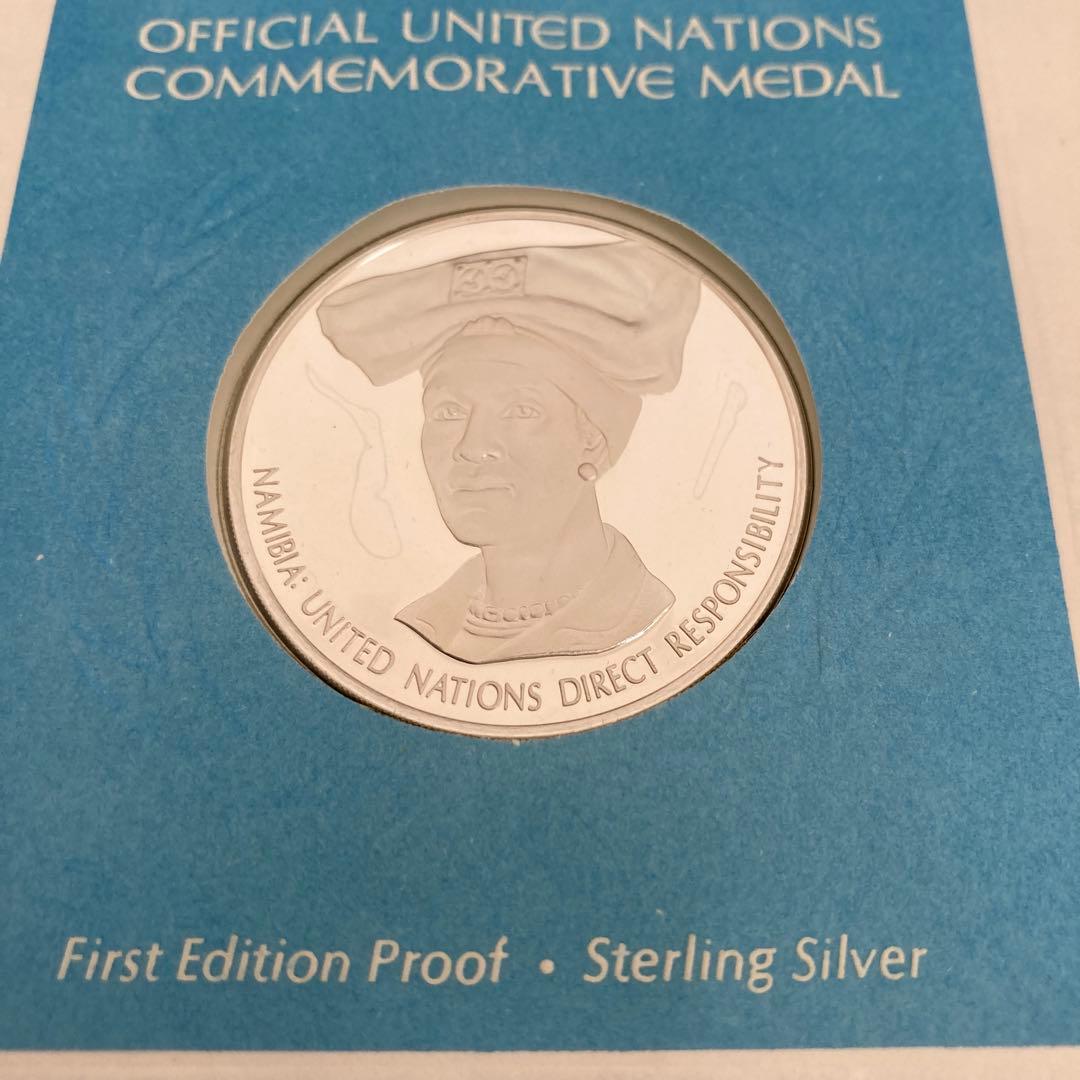 OFFICIAL UNITED NATIONS
COMMEMORATIVE MEDAL
NAMIBIA: UNITED NATIONS DIRECT RESPONSIBILITY
First Edition Proof • Sterling Silver